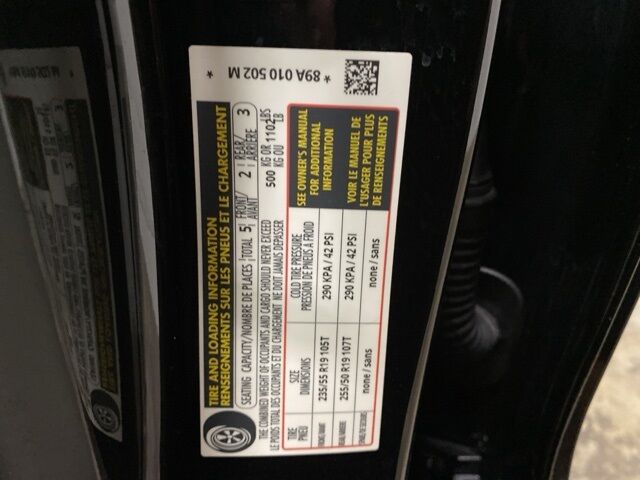 * 89A 010 502 M *
TIRE AND LOADING INFORMATION
RENSEIGNEMENTS SUR LES PNEUS ET LE CHARGEMENT
SEATING CAPACITY/NOMBRE DE PLACES TOTAL 5 FRONT/AVANT 2 REAR/ARRIÈRE 3
THE COMBINED WEIGHT OF OCCUPANTS AND CARGO SHOULD NEVER EXCEED 500 KG OR 1102 LBS
LE POIDS TOTAL DES OCCUPANTS ET DU CHARGEMENT NE DOIT JAMAIS DÉPASSER KG OU LB
TIRE SIZE COLD TIRE PRESSURE
PNEU DIMENSIONS PRESSION DE PNEUS À FROID
235/55 R19 105T 290 KPA / 42 PSI
255/50 R19 107T 290 KPA / 42 PSI
none / sans none / sans
SEE OWNER'S MANUAL
FOR ADDITIONAL
INFORMATION
VOIR LE MANUEL DE
L'USAGER POUR PLUS
DE RENSEIGNEMENTS